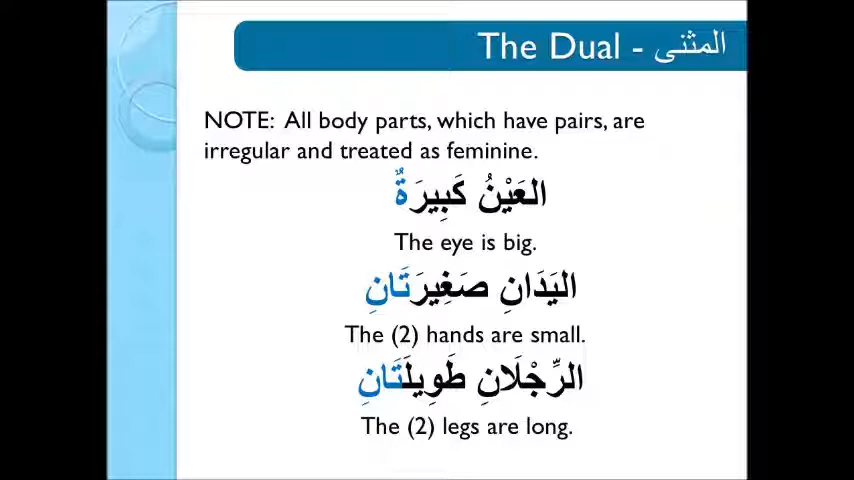 The Dual - المثنى
NOTE: All body parts, which have pairs, are
irregular and treated as feminine.
العَيْنُ كَبِيرَةٌ
The eye is big.
اليَدَانِ صَغِيرَتَانِ
The (2) hands are small.
الرِّجْلَانِ طَوِيلَتَانِ
The (2) legs are long.